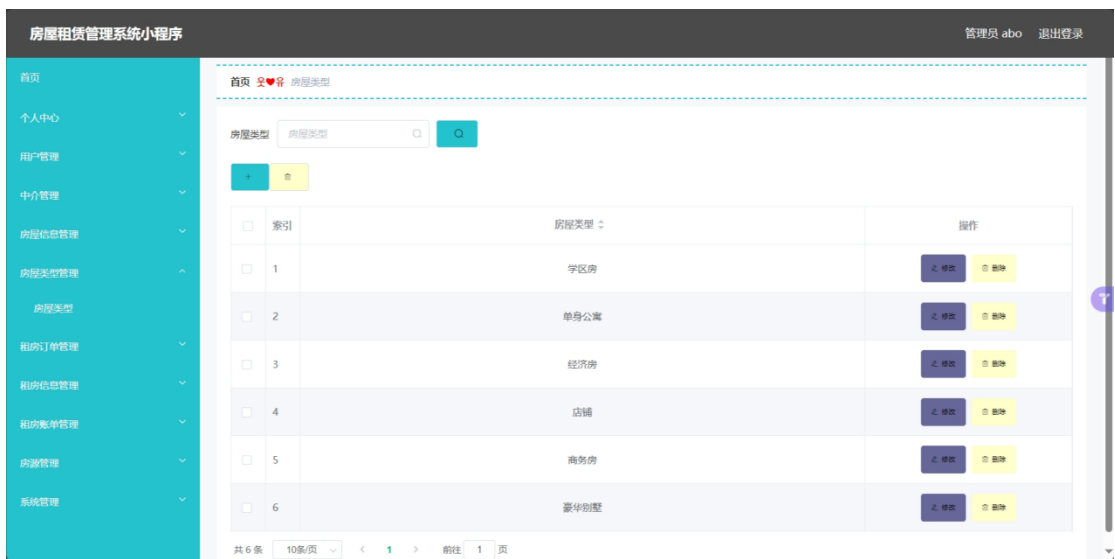 房屋租赁管理系统小程序 管理员 abo 退出登录
首页
个人中心
用户管理
中介管理
房屋信息管理
房屋类型管理
房屋类型
租房订单管理
租房信息管理
租房账单管理
房源管理
系统管理
首页 웃❤유 房屋类型
房屋类型 房屋类型
+
索引 房屋类型 操作
1 学区房 修改 删除
2 单身公寓 修改 删除
3 经济房 修改 删除
4 店铺 修改 删除
5 商务房 修改 删除
6 豪华别墅 修改 删除
共 6 条 10条/页 < 1 > 前往 1 页